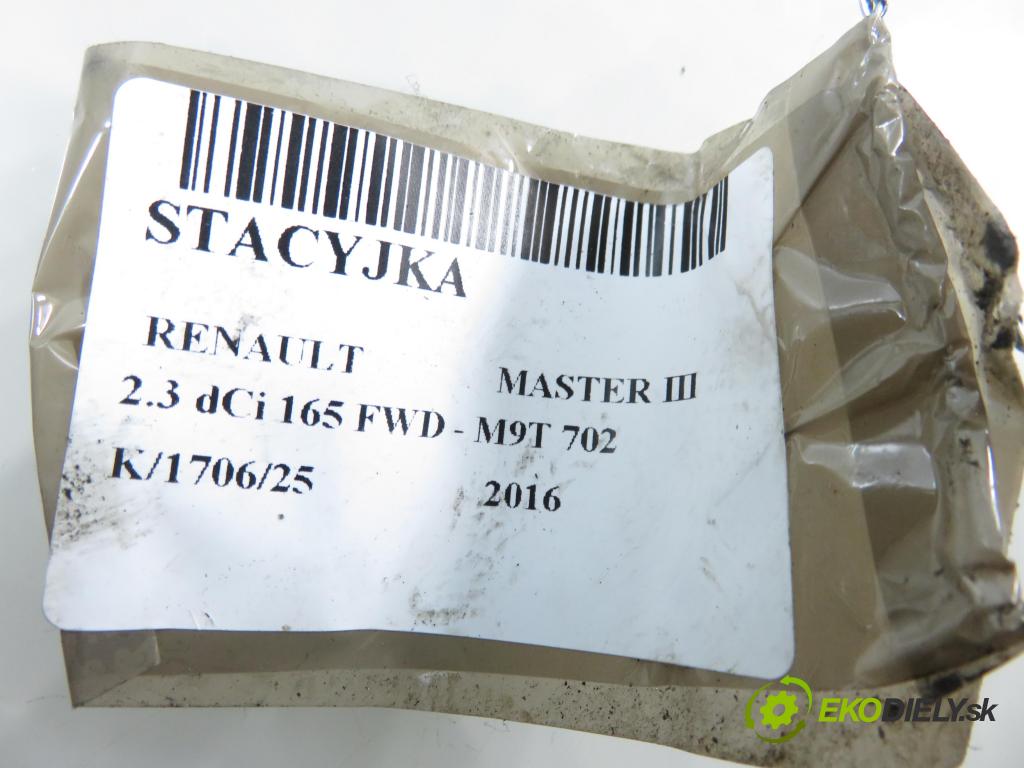 STACYJKA
RENAULT MASTER III
2.3 dCi 165 FWD - M9T 702
K/1706/25 2016
EKODIELY.sk